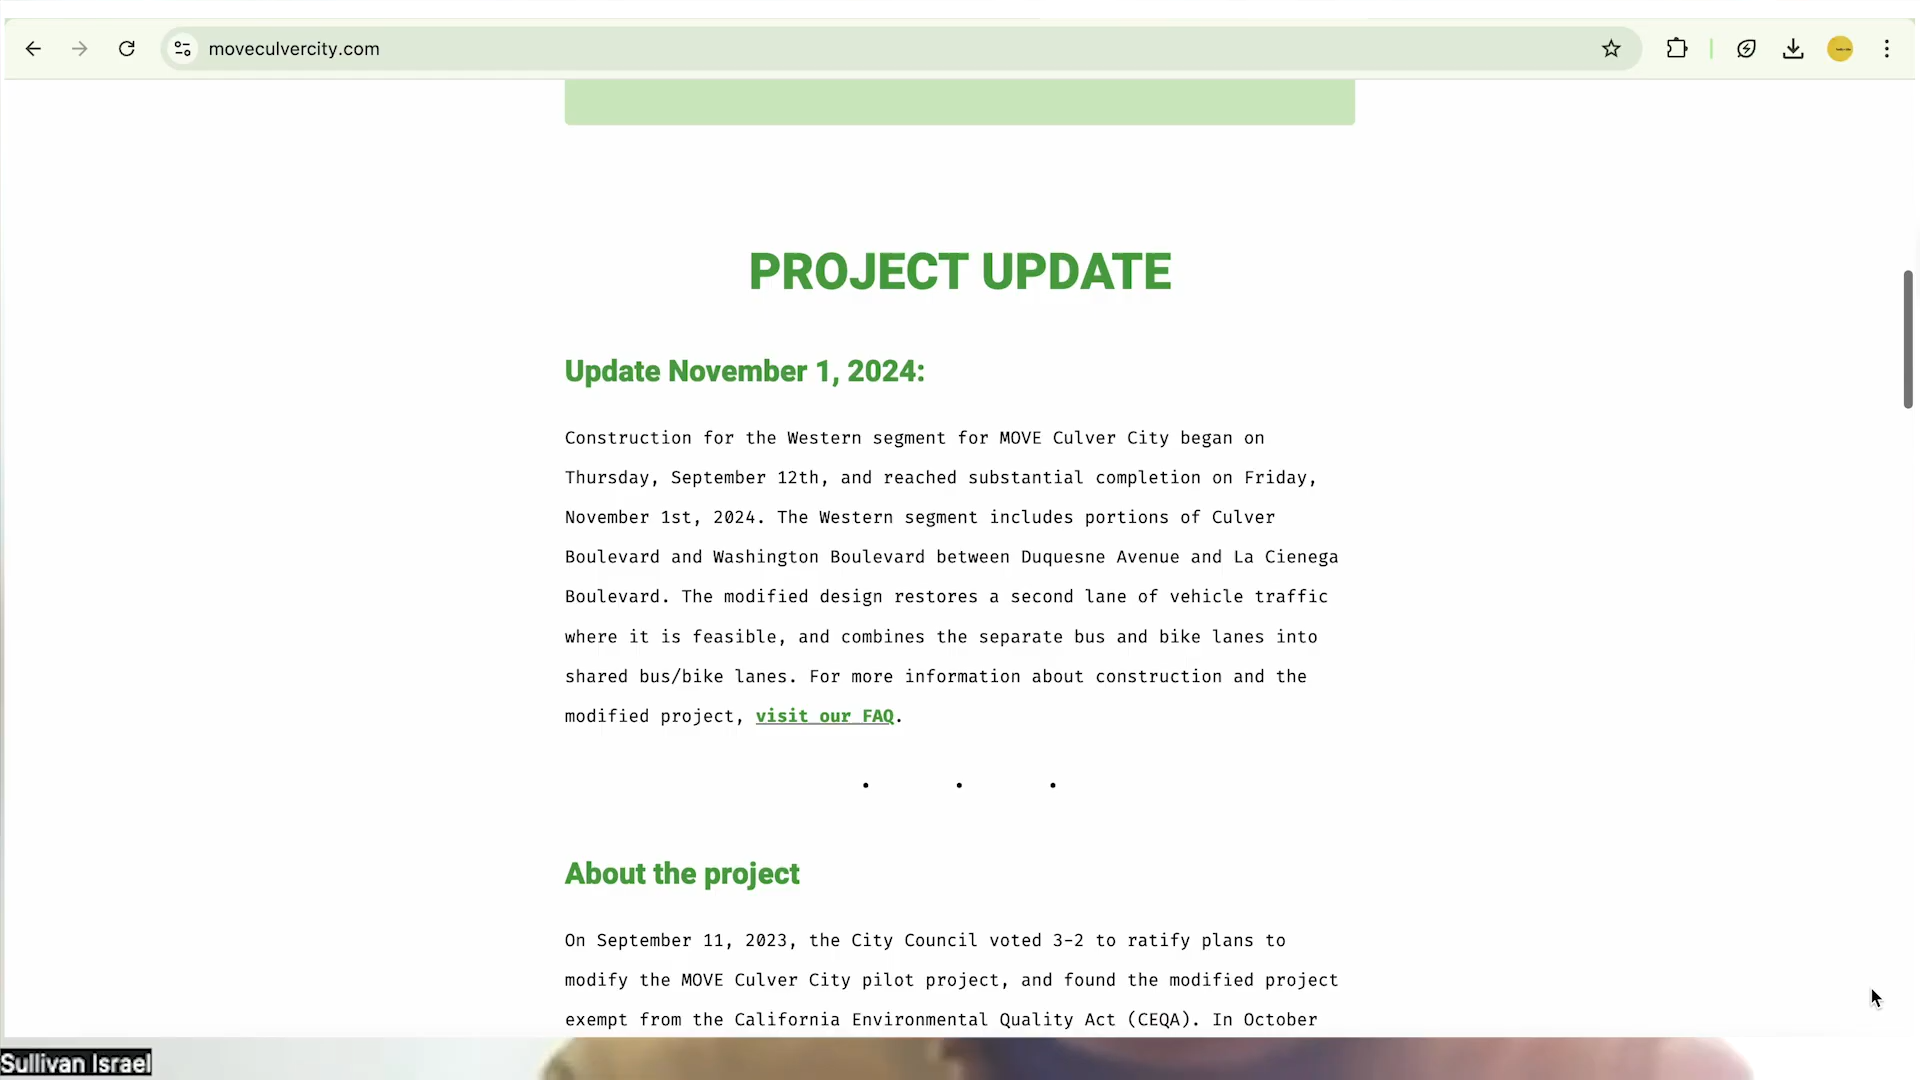 moveculvercity.com
PROJECT UPDATE
Update November 1, 2024:
Construction for the Western segment for MOVE Culver City began on
Thursday, September 12th, and reached substantial completion on Friday,
November 1st, 2024. The Western segment includes portions of Culver
Boulevard and Washington Boulevard between Duquesne Avenue and La Cienega
Boulevard. The modified design restores a second lane of vehicle traffic
where it is feasible, and combines the separate bus and bike lanes into
shared bus/bike lanes. For more information about construction and the
modified project, visit our FAQ.
. . .
About the project
On September 11, 2023, the City Council voted 3-2 to ratify plans to
modify the MOVE Culver City pilot project, and found the modified project
exempt from the California Environmental Quality Act (CEQA). In October
Sullivan Israel